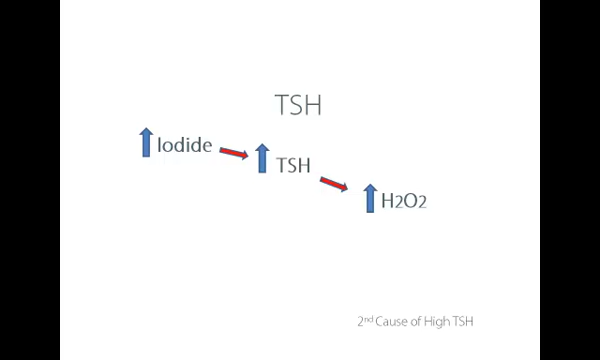 TSH
Iodide
TSH
H2O2
2nd Cause of High TSH